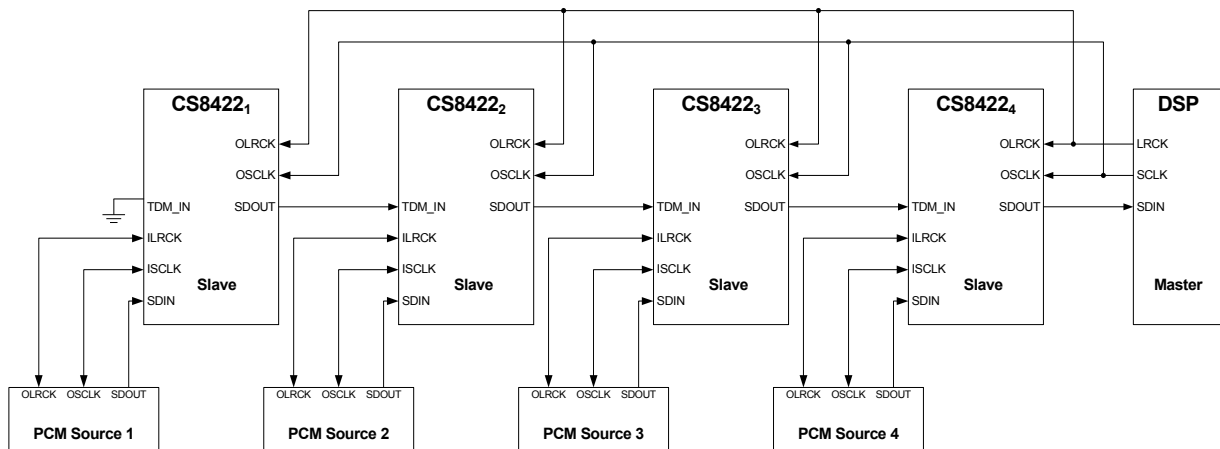 CS8422₁
OLRCK
OSCLK
TDM_IN
SDOUT
ILRCK
ISCLK
Slave
SDIN
CS8422₂
OLRCK
OSCLK
TDM_IN
SDOUT
ILRCK
ISCLK
Slave
SDIN
CS8422₃
OLRCK
OSCLK
TDM_IN
SDOUT
ILRCK
ISCLK
Slave
SDIN
CS8422₄
OLRCK
OSCLK
TDM_IN
SDOUT
ILRCK
ISCLK
Slave
SDIN
DSP
LRCK
SCLK
SDIN
Master
OLRCK OSCLK SDOUT
PCM Source 1
OLRCK OSCLK SDOUT
PCM Source 2
OLRCK OSCLK SDOUT
PCM Source 3
OLRCK OSCLK SDOUT
PCM Source 4